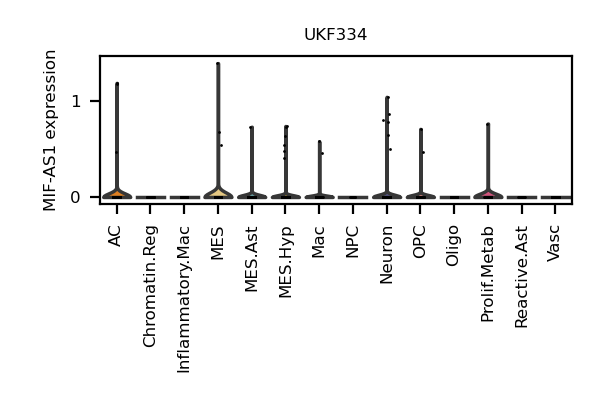 UKF334
MIF-AS1 expression
1
0
AC
Chromatin.Reg
Inflammatory.Mac
MES
MES.Ast
MES.Hyp
Mac
NPC
Neuron
OPC
Oligo
Prolif.Metab
Reactive.Ast
Vasc